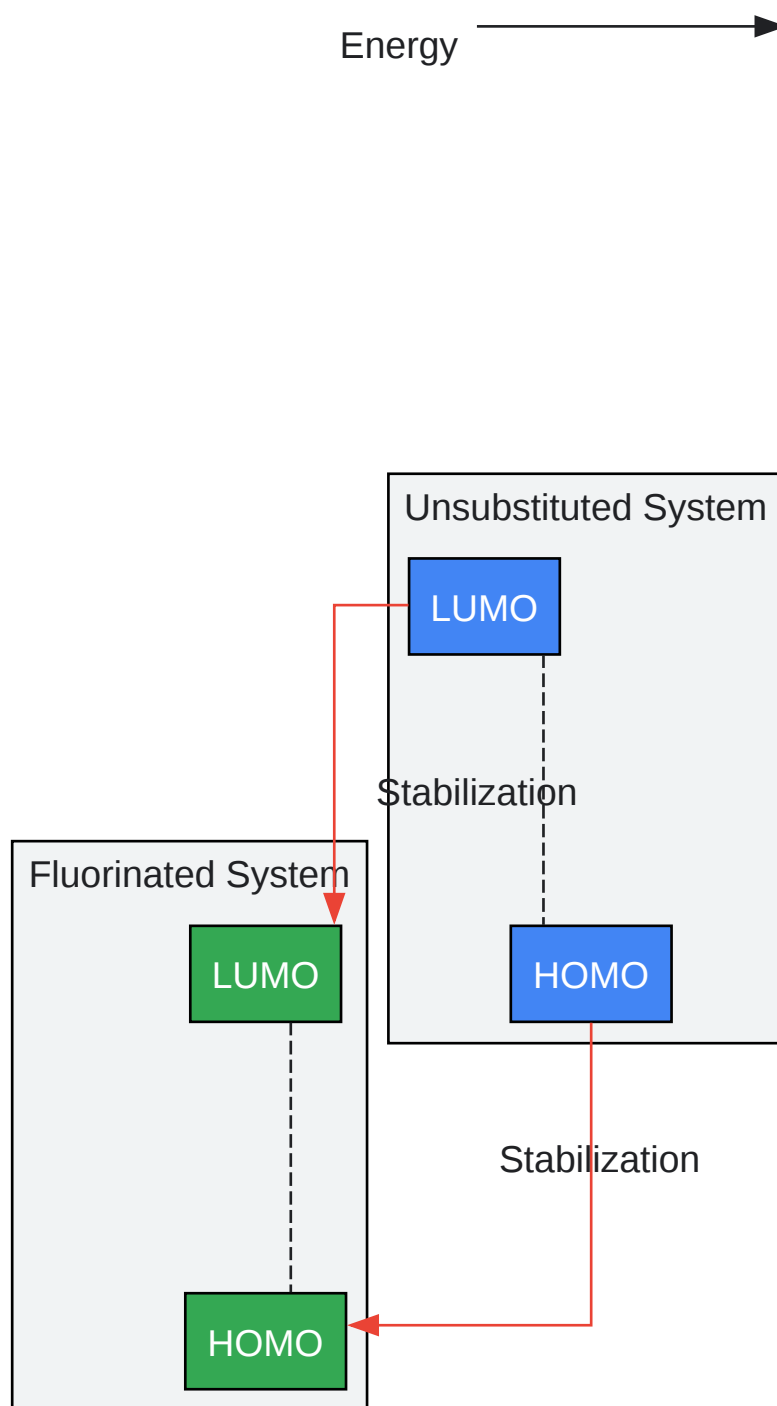 Energy
Unsubstituted System
LUMO
Stabilization
Fluorinated System
LUMO
HOMO
Stabilization
HOMO